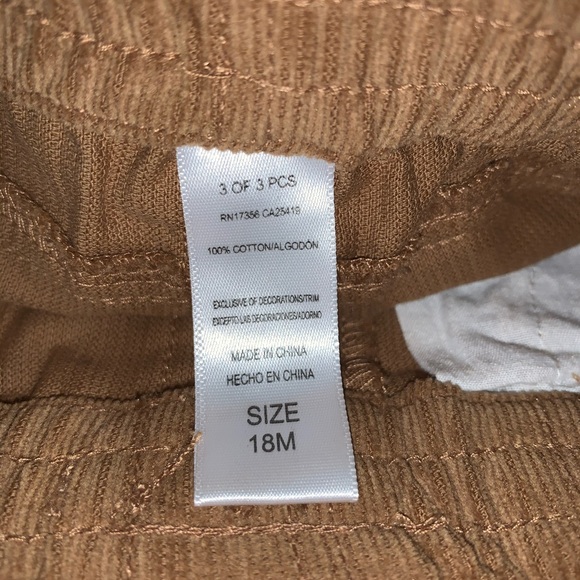 3 OF 3 PCS
RN17356 CA25419
100% COTTON/ALGODÓN
EXCLUSIVE OF DECORATIONS/TRIM
EXCEPTO LAS DECORACIONES/ADORNO
MADE IN CHINA
HECHO EN CHINA
SIZE
18M